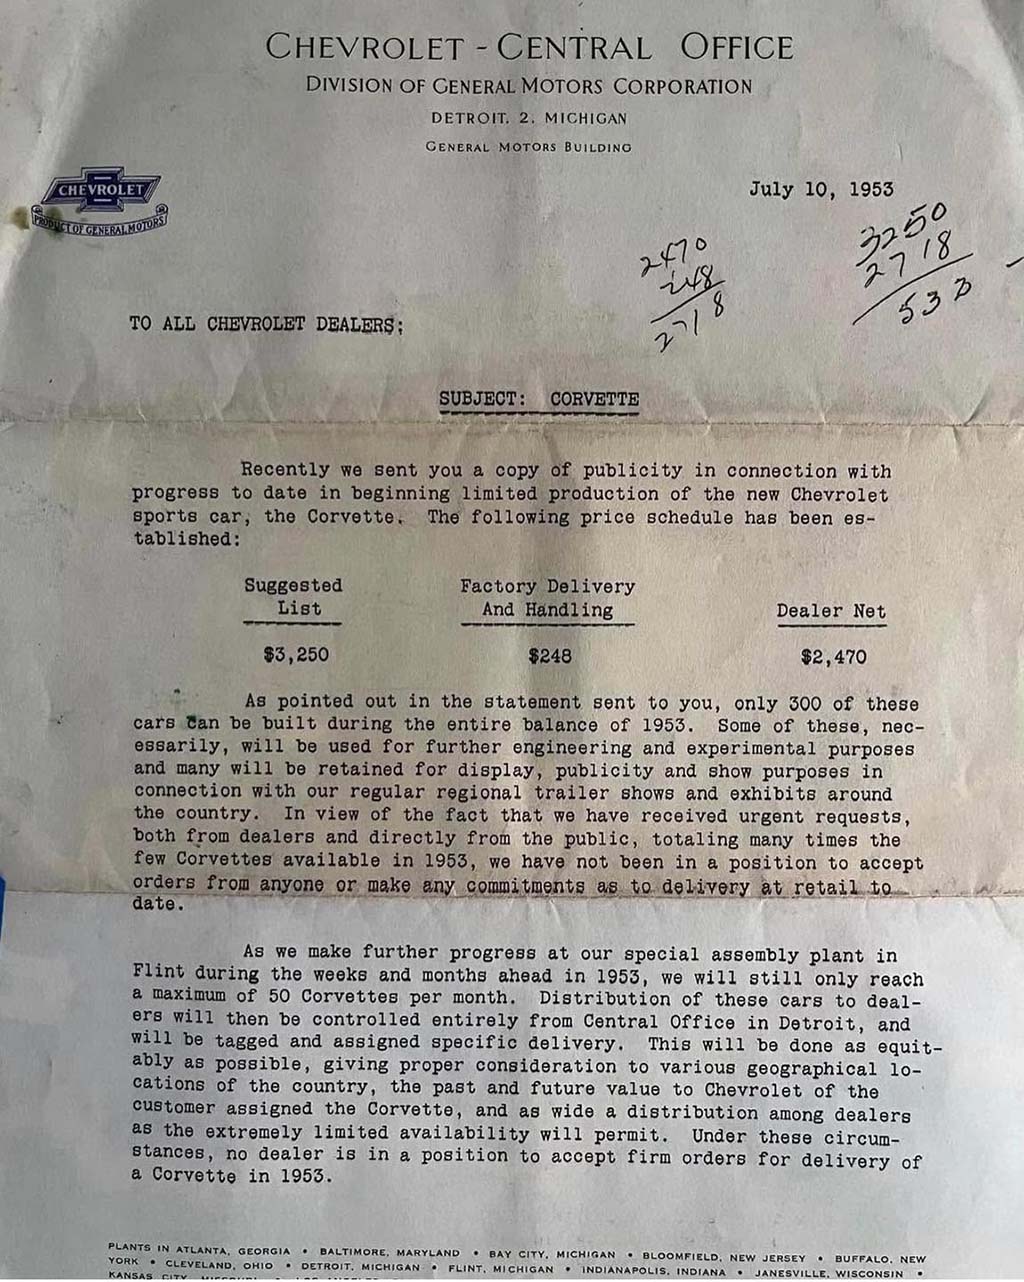 CHEVROLET - CENTRAL OFFICE
DIVISION OF GENERAL MOTORS CORPORATION
DETROIT, 2, MICHIGAN
GENERAL MOTORS BUILDING
CHEVROLET
PRODUCT OF GENERAL MOTORS
July 10, 1953
2470
248
2718
3250
2718
533
TO ALL CHEVROLET DEALERS:
SUBJECT: CORVETTE
Recently we sent you a copy of publicity in connection with
progress to date in beginning limited production of the new Chevrolet
sports car, the Corvette. The following price schedule has been es-
tablished:
Suggested List
Factory Delivery And Handling
Dealer Net
$3,250 $248 $2,470
As pointed out in the statement sent to you, only 300 of these
cars can be built during the entire balance of 1953. Some of these, nec-
essarily, will be used for further engineering and experimental purposes
and many will be retained for display, publicity and show purposes in
connection with our regular regional trailer shows and exhibits around
the country. In view of the fact that we have received urgent requests,
both from dealers and directly from the public, totaling many times the
few Corvettes available in 1953, we have not been in a position to accept
orders from anyone or make any commitments as to delivery at retail to
date.
As we make further progress at our special assembly plant in
Flint during the weeks and months ahead in 1953, we will still only reach
a maximum of 50 Corvettes per month. Distribution of these cars to deal-
ers will then be controlled entirely from Central Office in Detroit, and
will be tagged and assigned specific delivery. This will be done as equit-
ably as possible, giving proper consideration to various geographical lo-
cations of the country, the past and future value to Chevrolet of the
customer assigned the Corvette, and as wide a distribution among dealers
as the extremely limited availability will permit. Under these circum-
stances, no dealer is in a position to accept firm orders for delivery of
a Corvette in 1953.
PLANTS IN ATLANTA, GEORGIA • BALTIMORE, MARYLAND • BAY CITY, MICHIGAN • BLOOMFIELD, NEW JERSEY • BUFFALO, NEW
YORK • CLEVELAND, OHIO • DETROIT, MICHIGAN • FLINT, MICHIGAN • INDIANAPOLIS, INDIANA • JANESVILLE, WISCONSIN •
KANSAS CITY